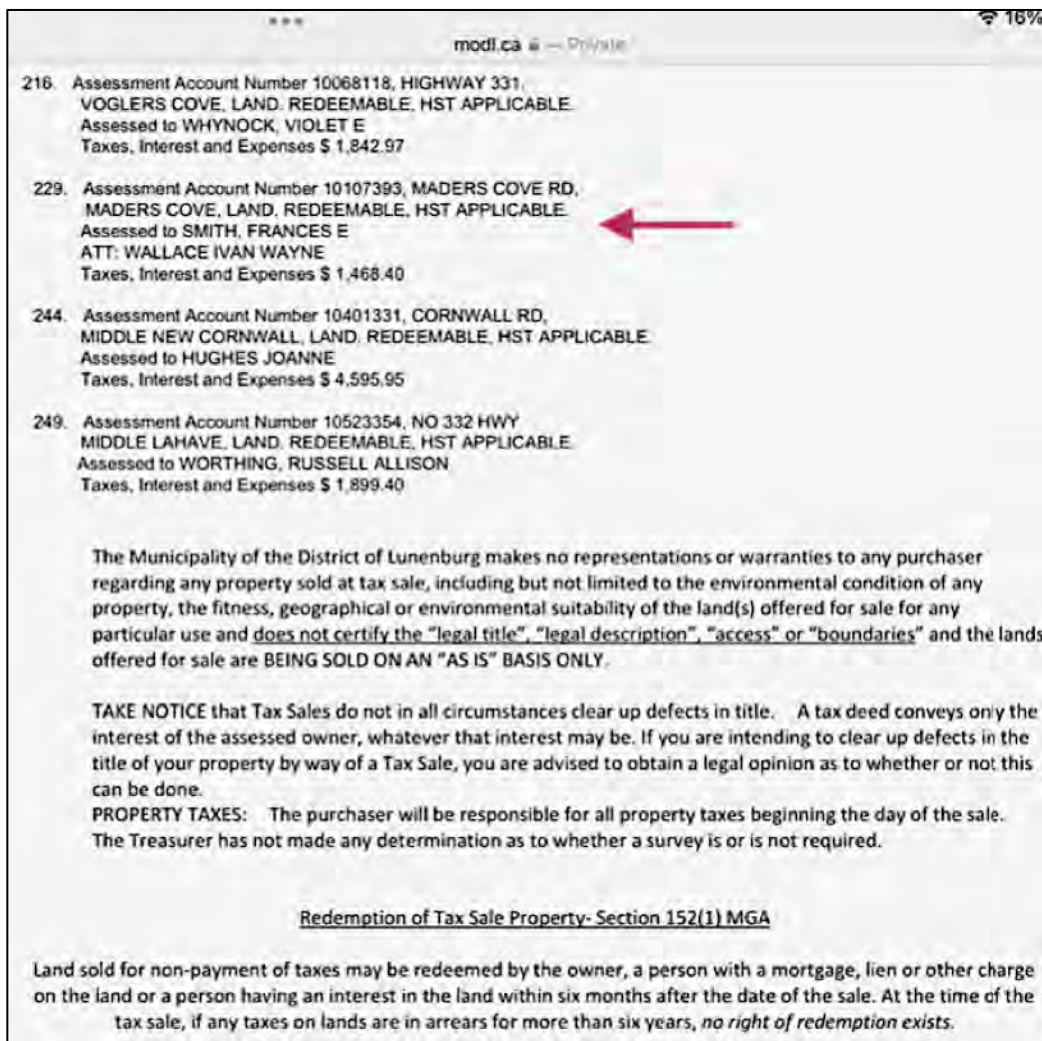 16%
modl.ca — Private
216. Assessment Account Number 10068118, HIGHWAY 331,
VOGLERS COVE, LAND. REDEEMABLE, HST APPLICABLE.
Assessed to WHYNOCK, VIOLET E
Taxes, Interest and Expenses $ 1,842.97
229. Assessment Account Number 10107393, MADERS COVE RD,
MADERS COVE, LAND. REDEEMABLE, HST APPLICABLE.
Assessed to SMITH, FRANCES E
ATT: WALLACE IVAN WAYNE
Taxes, Interest and Expenses $ 1,468.40
244. Assessment Account Number 10401331, CORNWALL RD,
MIDDLE NEW CORNWALL, LAND. REDEEMABLE, HST APPLICABLE.
Assessed to HUGHES JOANNE
Taxes, Interest and Expenses $ 4,595.95
249. Assessment Account Number 10523354, NO 332 HWY
MIDDLE LAHAVE, LAND. REDEEMABLE, HST APPLICABLE.
Assessed to WORTHING, RUSSELL ALLISON
Taxes, Interest and Expenses $ 1,899.40
The Municipality of the District of Lunenburg makes no representations or warranties to any purchaser
regarding any property sold at tax sale, including but not limited to the environmental condition of any
property, the fitness, geographical or environmental suitability of the land(s) offered for sale for any
particular use and does not certify the "legal title", "legal description", "access" or "boundaries" and the lands
offered for sale are BEING SOLD ON AN "AS IS" BASIS ONLY.
TAKE NOTICE that Tax Sales do not in all circumstances clear up defects in title. A tax deed conveys only the
interest of the assessed owner, whatever that interest may be. If you are intending to clear up defects in the
title of your property by way of a Tax Sale, you are advised to obtain a legal opinion as to whether or not this
can be done.
PROPERTY TAXES: The purchaser will be responsible for all property taxes beginning the day of the sale.
The Treasurer has not made any determination as to whether a survey is or is not required.
Redemption of Tax Sale Property- Section 152(1) MGA
Land sold for non-payment of taxes may be redeemed by the owner, a person with a mortgage, lien or other charge
on the land or a person having an interest in the land within six months after the date of the sale. At the time of the
tax sale, if any taxes on lands are in arrears for more than six years, no right of redemption exists.